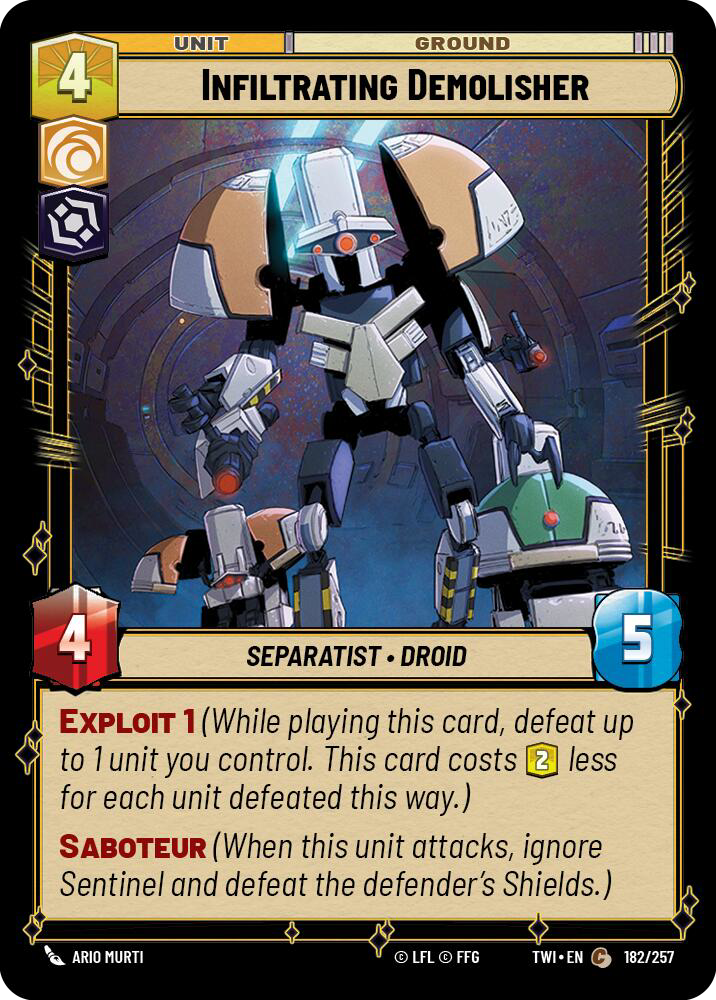 UNIT
GROUND
4
INFILTRATING DEMOLISHER
4
SEPARATIST • DROID
5
EXPLOIT 1 (While playing this card, defeat up
to 1 unit you control. This card costs 2 less
for each unit defeated this way.)
SABOTEUR (When this unit attacks, ignore
Sentinel and defeat the defender's Shields.)
ARIO MURTI
© LFL © FFG
TWI • EN
C
182/257